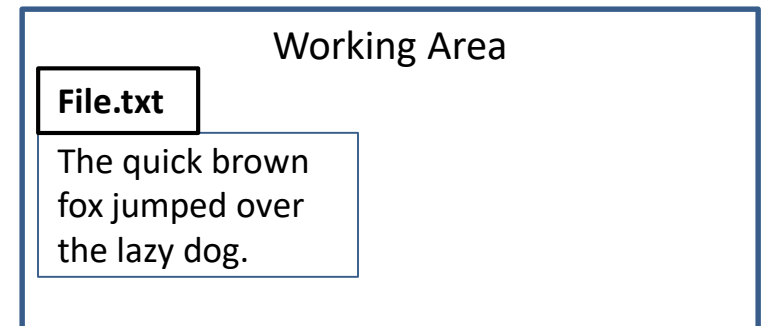 Working Area
File.txt
The quick brown
fox jumped over
the lazy dog.